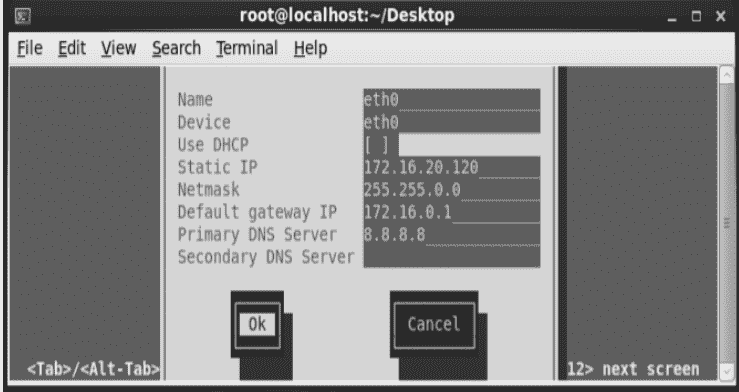 root@localhost:~/Desktop
File Edit View Search Terminal Help
Name eth0
Device eth0
Use DHCP [ ]
Static IP 172.16.20.120
Netmask 255.255.0.0
Default gateway IP 172.16.0.1
Primary DNS Server 8.8.8.8
Secondary DNS Server
Ok Cancel
<Tab>/<Alt-Tab> 12> next screen